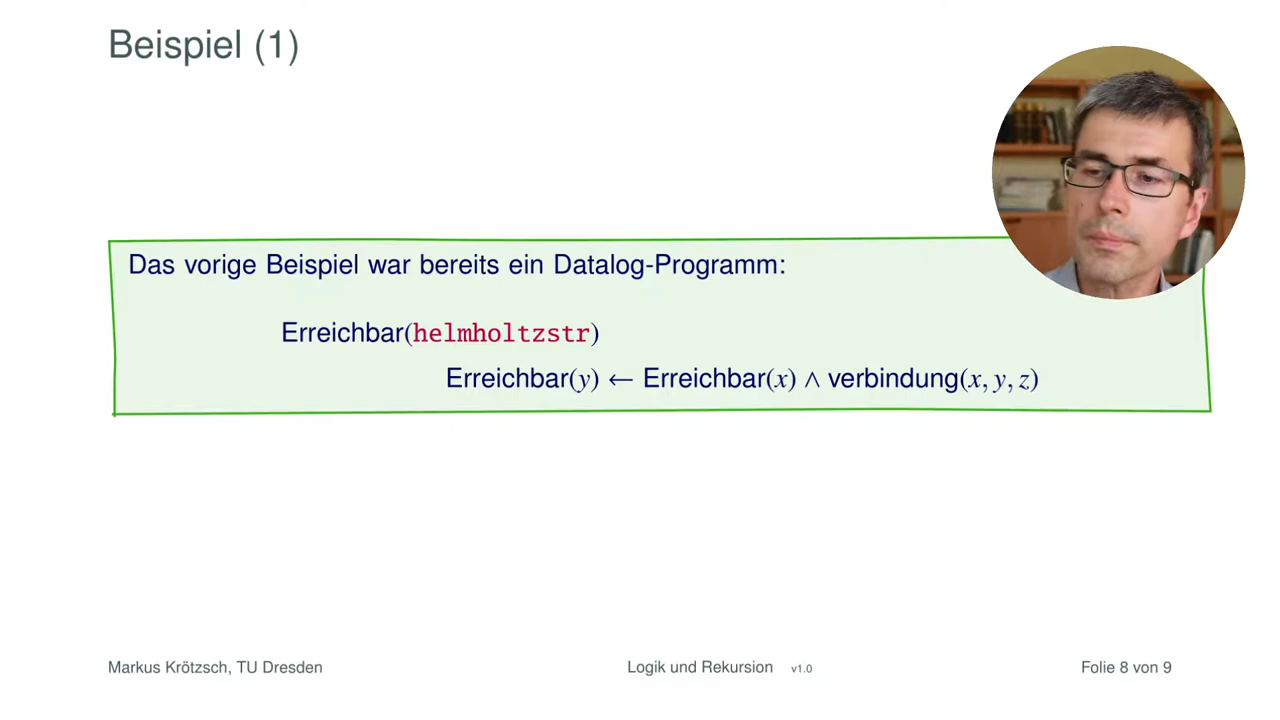 Beispiel (1)
Das vorige Beispiel war bereits ein Datalog-Programm:
Erreichbar(helmholtzstr)
Erreichbar(y) ← Erreichbar(x) ∧ verbindung(x, y, z)
Markus Krötzsch, TU Dresden Logik und Rekursion v1.0 Folie 8 von 9